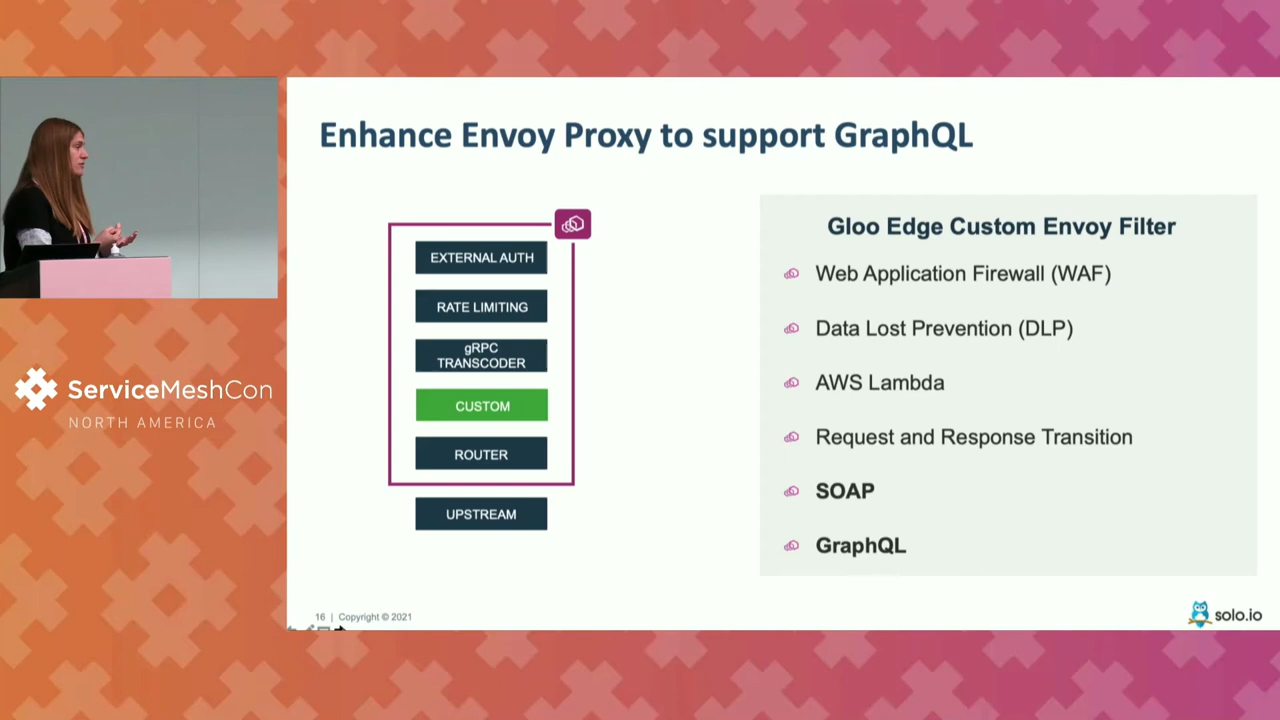 Enhance Envoy Proxy to support GraphQL
EXTERNAL AUTH
RATE LIMITING
gRPC
TRANSCODER
CUSTOM
ROUTER
UPSTREAM
Gloo Edge Custom Envoy Filter
Web Application Firewall (WAF)
Data Lost Prevention (DLP)
AWS Lambda
Request and Response Transition
SOAP
GraphQL
ServiceMeshCon
NORTH AMERICA
16 | Copyright © 2021
solo.io